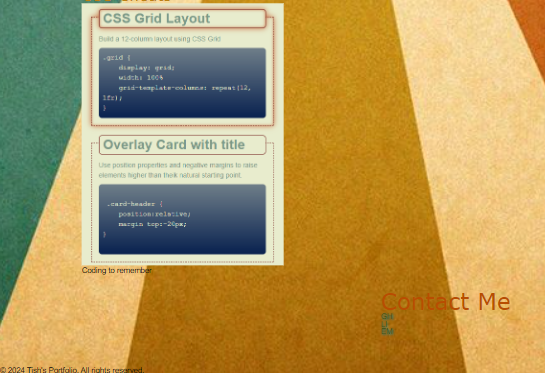 CSS Grid Layout
Build a 12-column layout using CSS Grid
.grid {
display: grid;
width: 100%
grid-template-columns: repeat(12,
1fr);
}
Overlay Card with title
Use position properties and negative margins to raise
elements higher than their natural starting point.
.card-header {
position:relative;
margin top:-20px;
}
Coding to remember
Contact Me
© 2024 Tish's Portfolio. All rights reserved.